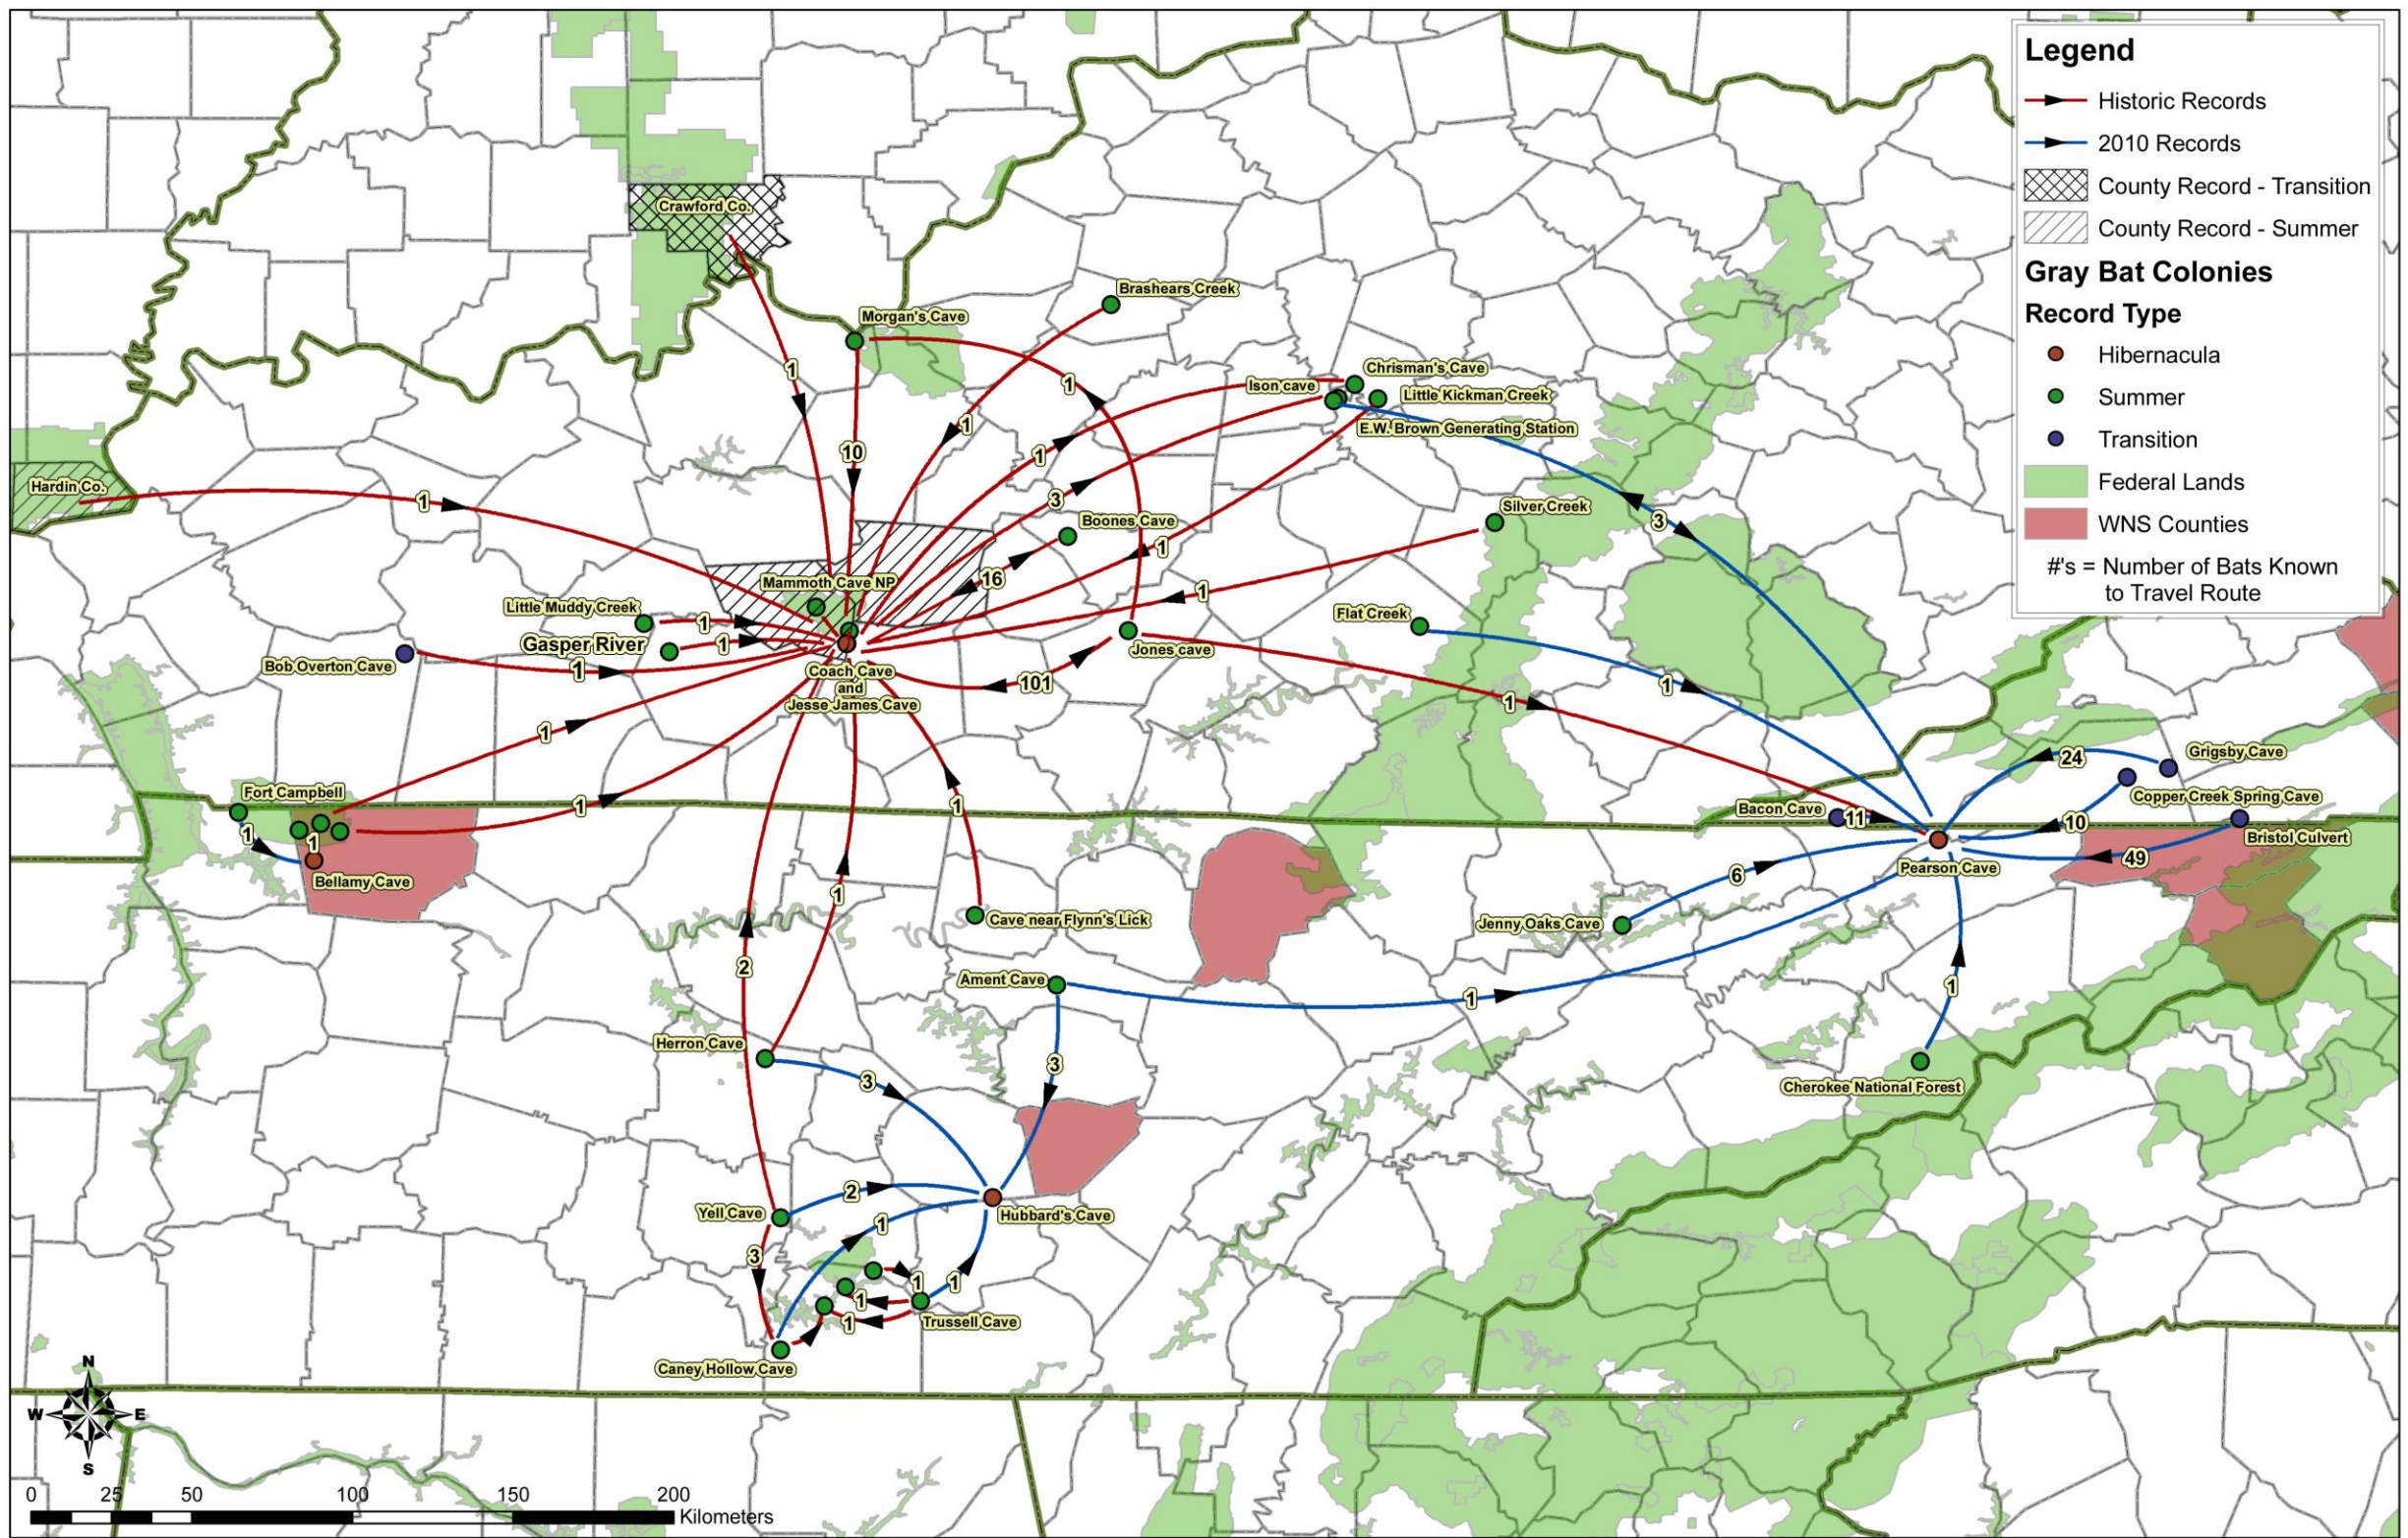 Legend
Historic Records
2010 Records
County Record - Transition
County Record - Summer
Gray Bat Colonies
Record Type
Hibernacula
Summer
Transition
Federal Lands
WNS Counties
#'s = Number of Bats Known
to Travel Route
Crawford Co.
Brashears Creek
Morgan's Cave
1
Chrisman's Cave
1
Ison cave
Little Kickman Creek
1
E.W. Brown Generating Station
10
1
Hardin Co.
1
3
Silver Creek
Boones Cave
3
1
16
Mammoth Cave NP
1
Little Muddy Creek
1
Flat Creek
Gasper River
1
Jones cave
Bob Overton Cave
1
Coach Cave
and
Jesse James Cave
101
1
1
1
Grigsby Cave
24
Fort Campbell
Copper Creek Spring Cave
1
1
Bacon Cave
11
10
1
1
Bristol Culvert
49
Pearson Cave
Bellamy Cave
6
1
Cave near Flynn's Lick
Jenny Oaks Cave
2
Ament Cave
1
1
Herron Cave
3
3
Cherokee National Forest
2
Yell Cave
Hubbard's Cave
1
3
1
1
1
1
Trussell Cave
Caney Hollow Cave
N
W E
S
0 25 50 100 150 200
Kilometers